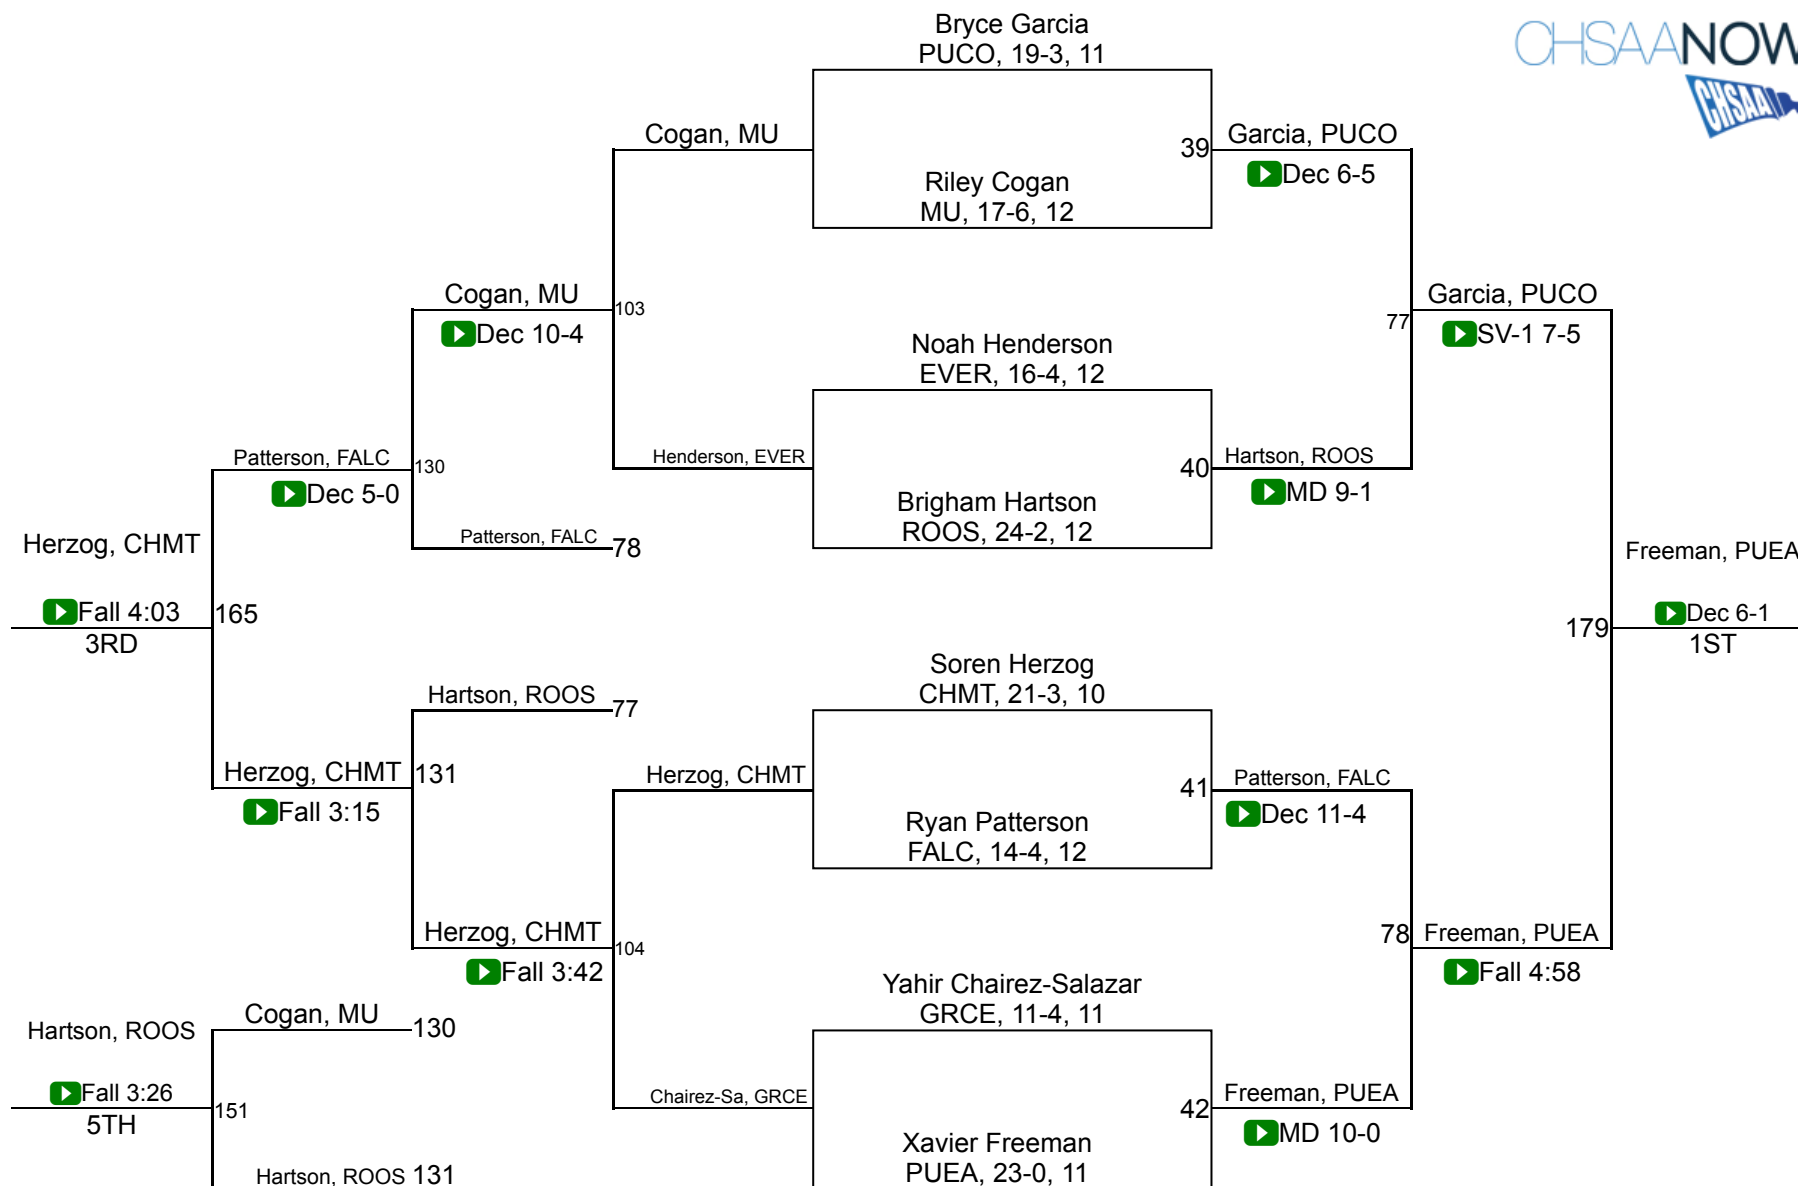 Bryce Garcia
PUCO, 19-3, 11
CHSAANOW
CHSAA
Cogan, MU
39
Garcia, PUCO
Dec 6-5
Riley Cogan
MU, 17-6, 12
Cogan, MU
103
Dec 10-4
Garcia, PUCO
77
SV-1 7-5
Noah Henderson
EVER, 16-4, 12
Patterson, FALC
130
Dec 5-0
Henderson, EVER
40
Hartson, ROOS
MD 9-1
Brigham Hartson
ROOS, 24-2, 12
Patterson, FALC
78
Herzog, CHMT
Fall 4:03
165
3RD
Freeman, PUEA
179
Dec 6-1
1ST
Soren Herzog
CHMT, 21-3, 10
Hartson, ROOS
77
Herzog, CHMT
131
Fall 3:15
Herzog, CHMT
41
Patterson, FALC
Dec 11-4
Ryan Patterson
FALC, 14-4, 12
Herzog, CHMT
104
Fall 3:42
78
Freeman, PUEA
Fall 4:58
Yahir Chairez-Salazar
GRCE, 11-4, 11
Cogan, MU
130
Hartson, ROOS
Fall 3:26
151
5TH
Chairez-Sa, GRCE
42
Freeman, PUEA
MD 10-0
Xavier Freeman
PUEA, 23-0, 11
Hartson, ROOS
131